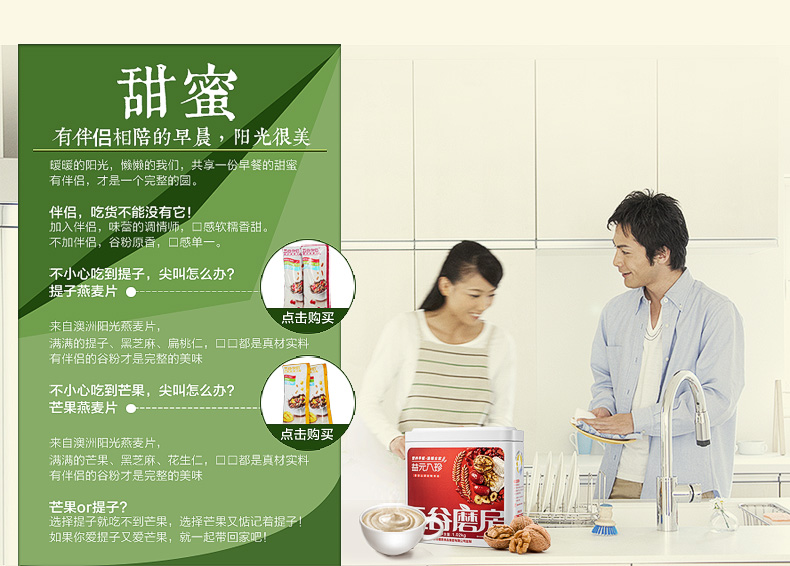 甜蜜
有伴侣相陪的早晨，阳光很美
暖暖的阳光，懒懒的我们，共享一份早餐的甜蜜
有伴侣，才是一个完整的圆。
伴侣，吃货不能没有它！
加入伴侣，味蕾的调情师，口感软糯香甜。
不加伴侣，谷粉原香，口感单一。
不小心吃到提子，尖叫怎么办？
提子燕麦片
点击购买
来自澳洲阳光燕麦片，
满满的提子、黑芝麻、扁桃仁，口口都是真材实料
有伴侣的谷粉才是完整的美味
不小心吃到芒果，尖叫怎么办？
芒果燕麦片
点击购买
来自澳洲阳光燕麦片，
满满的芒果、黑芝麻、花生仁，口口都是真材实料
有伴侣的谷粉才是完整的美味
芒果or提子？
选择提子就吃不到芒果，选择芒果又惦记着提子！
如果你爱提子又爱芒果，就一起带回家吧！
益元八珍
谷磨房
1.02kg